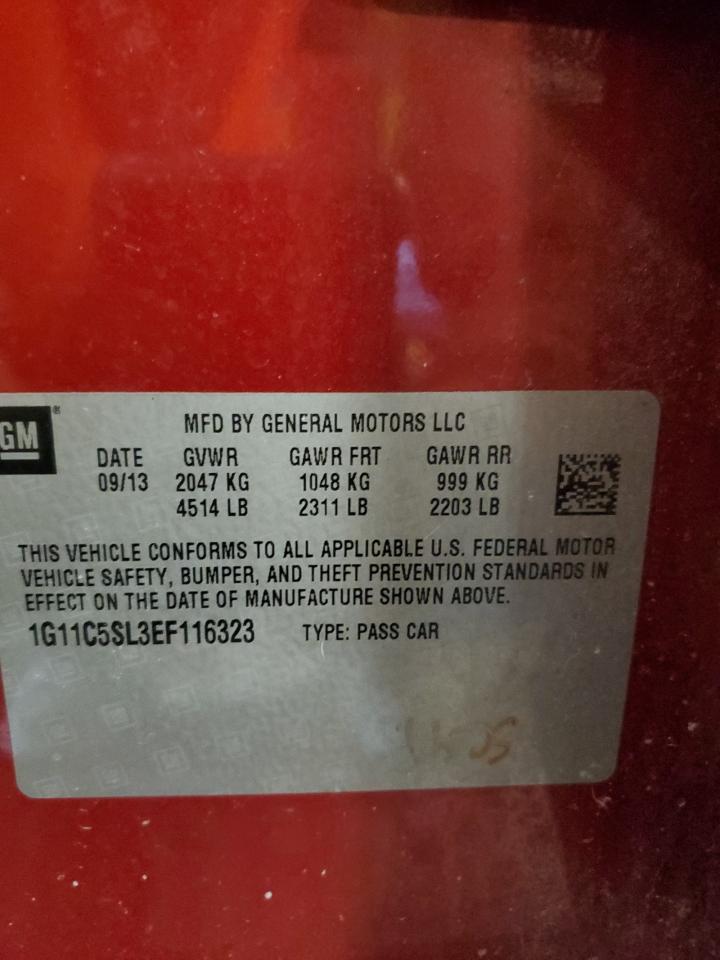 GM®
MFD BY GENERAL MOTORS LLC
DATE GVWR GAWR FRT GAWR RR
09/13 2047 KG 1048 KG 999 KG
4514 LB 2311 LB 2203 LB
THIS VEHICLE CONFORMS TO ALL APPLICABLE U.S. FEDERAL MOTOR
VEHICLE SAFETY, BUMPER, AND THEFT PREVENTION STANDARDS IN
EFFECT ON THE DATE OF MANUFACTURE SHOWN ABOVE.
1G11C5SL3EF116323 TYPE: PASS CAR